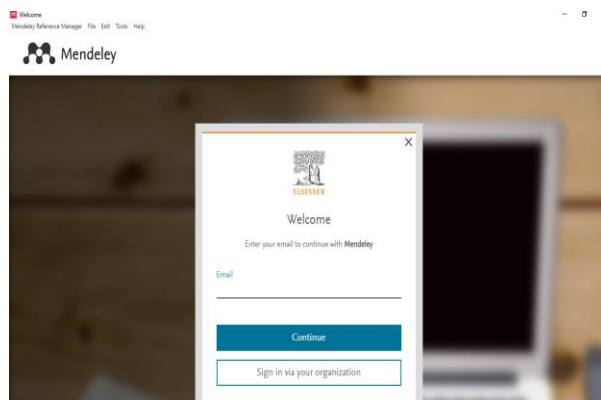 Welcome
Mendeley Reference Manager File Edit Tools Help
Mendeley
X
ELSEVIER
Welcome
Enter your email to continue with Mendeley
Email
Continue
Sign in via your organization